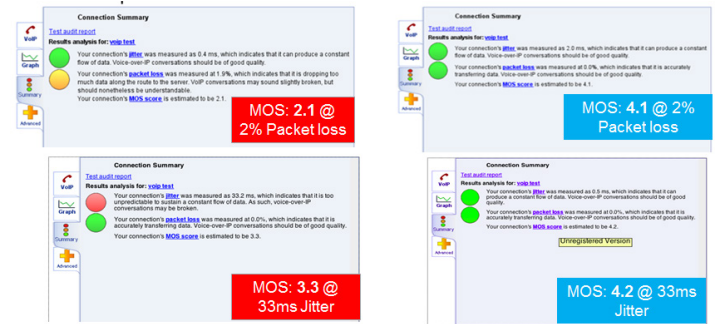 Connection Summary
Test audit report
Results analysis for: voip test
Your connection's jitter was measured as 0.4 ms, which indicates that it can produce a constant
flow of data. Voice-over-IP conversations should be of good quality.
Your connection's packet loss was measured at 1.9%, which indicates that it is dropping too
much data along the route to the server. VoIP conversations may sound slightly broken, but
should nonetheless be understandable.
Your connection's MOS score is estimated to be 2.1.
VoIP
Graph
Summary
Advanced
MOS: 2.1 @
2% Packet loss
Connection Summary
Test audit report
Results analysis for: voip test
Your connection's jitter was measured as 2.0 ms, which indicates that it can produce a constant
flow of data. Voice-over-IP conversations should be of good quality.
Your connection's packet loss was measured at 0.0%, which indicates that it is accurately
transferring data. Voice-over-IP conversations should be of good quality.
Your connection's MOS score is estimated to be 4.1.
VoIP
Graph
Summary
Advanced
MOS: 4.1 @ 2%
Packet loss
Connection Summary
Test audit report
Results analysis for: voip test
Your connection's jitter was measured as 33.2 ms, which indicates that it is too
unpredictable to sustain a constant flow of data. As such, voice-over-IP
conversations may be broken.
Your connection's packet loss was measured at 0.0%, which indicates that it is
accurately transferring data. Voice-over-IP conversations should be of good quality.
Your connection's MOS score is estimated to be 3.3.
VoIP
Graph
Summary
Advanced
MOS: 3.3 @
33ms Jitter
Connection Summary
Test audit report
Results analysis for: voip test
Your connection's jitter was measured as 0.5 ms, which indicates that it can
produce a constant flow of data. Voice-over-IP conversations should be of good
quality.
Your connection's packet loss was measured at 0.0%, which indicates that it is
accurately transferring data. Voice-over-IP conversations should be of good quality.
Your connection's MOS score is estimated to be 4.2.
Unregistered Version
VoIP
Graph
Summary
Advanced
MOS: 4.2 @ 33ms
Jitter